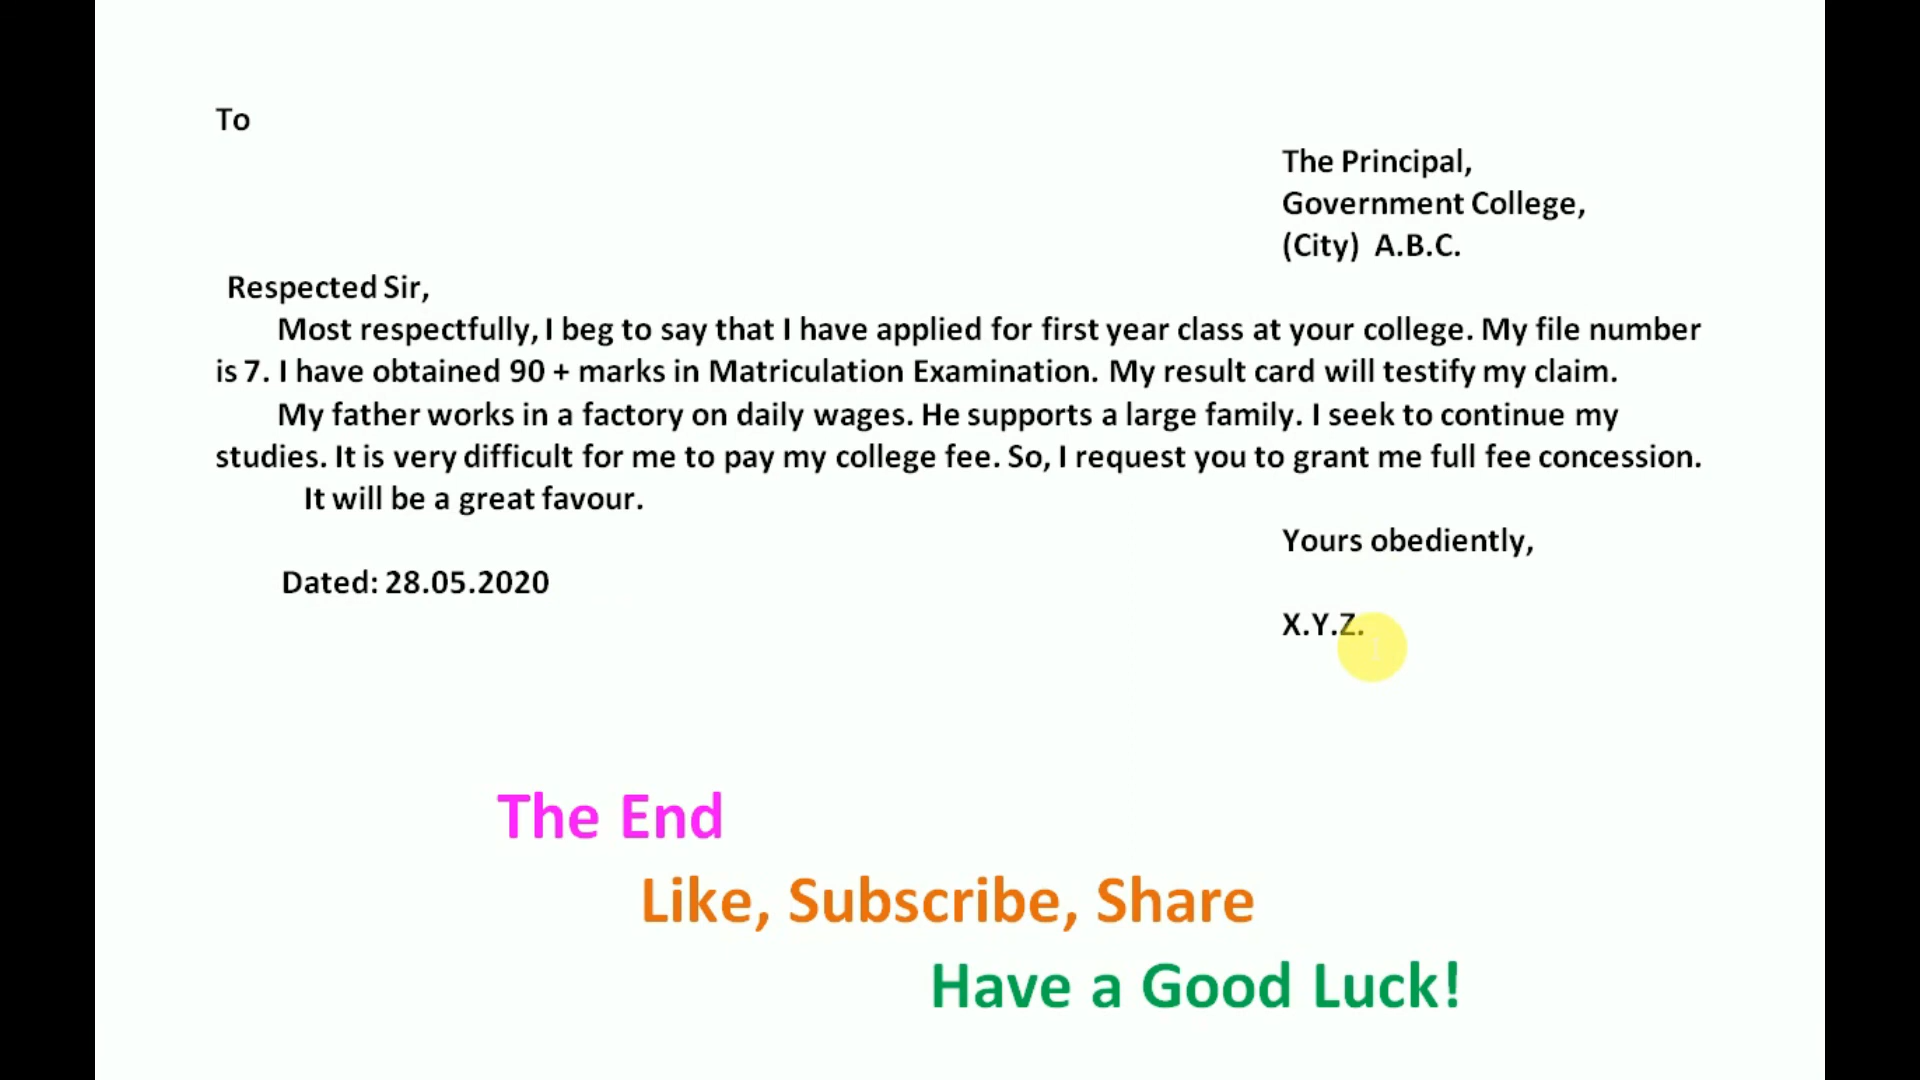 To
The Principal,
Government College,
(City) A.B.C.
Respected Sir,
Most respectfully, I beg to say that I have applied for first year class at your college. My file number
is 7. I have obtained 90 + marks in Matriculation Examination. My result card will testify my claim.
My father works in a factory on daily wages. He supports a large family. I seek to continue my
studies. It is very difficult for me to pay my college fee. So, I request you to grant me full fee concession.
It will be a great favour.
Yours obediently,
Dated: 28.05.2020
X.Y.Z.
The End
Like, Subscribe, Share
Have a Good Luck!